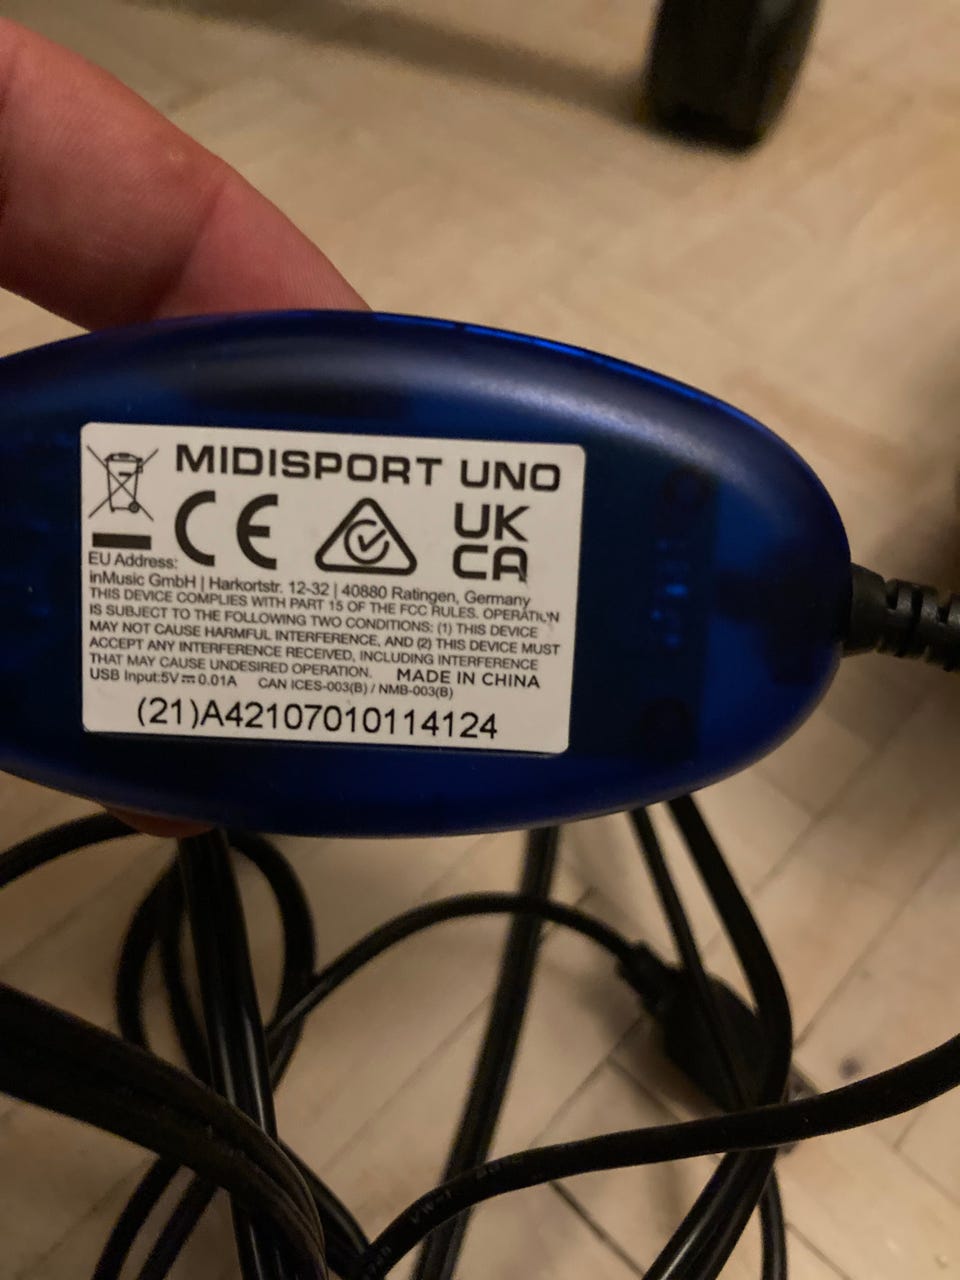 MIDISPORT UNO
CE
UK
CA
EU Address:
inMusic GmbH | Harkortstr. 12-32 | 40880 Ratingen, Germany
THIS DEVICE COMPLIES WITH PART 15 OF THE FCC RULES. OPERATION
IS SUBJECT TO THE FOLLOWING TWO CONDITIONS: (1) THIS DEVICE
MAY NOT CAUSE HARMFUL INTERFERENCE, AND (2) THIS DEVICE MUST
ACCEPT ANY INTERFERENCE RECEIVED, INCLUDING INTERFERENCE
THAT MAY CAUSE UNDESIRED OPERATION. MADE IN CHINA
USB Input:5V⎓0.01A CAN ICES-003(B) / NMB-003(B)
(21)A42107010114124